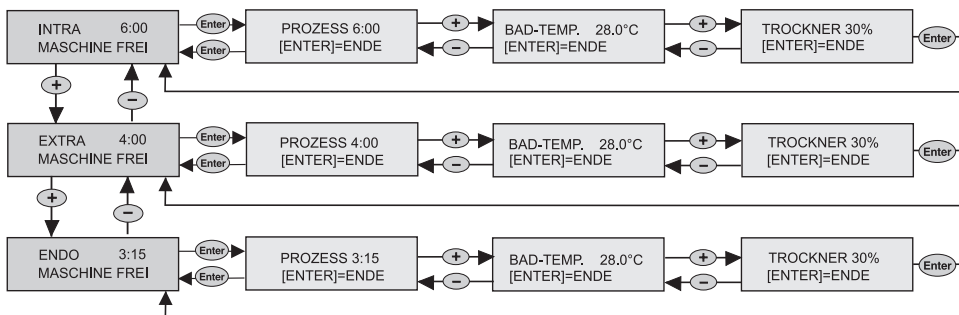 INTRA 6:00
MASCHINE FREI
Enter
Enter
PROZESS 6:00
[ENTER]=ENDE
+
−
BAD-TEMP. 28.0°C
[ENTER]=ENDE
+
−
TROCKNER 30%
[ENTER]=ENDE
Enter
+
−
EXTRA 4:00
MASCHINE FREI
Enter
Enter
PROZESS 4:00
[ENTER]=ENDE
+
−
BAD-TEMP. 28.0°C
[ENTER]=ENDE
+
−
TROCKNER 30%
[ENTER]=ENDE
Enter
+
−
ENDO 3:15
MASCHINE FREI
Enter
Enter
PROZESS 3:15
[ENTER]=ENDE
+
−
BAD-TEMP. 28.0°C
[ENTER]=ENDE
+
−
TROCKNER 30%
[ENTER]=ENDE
Enter